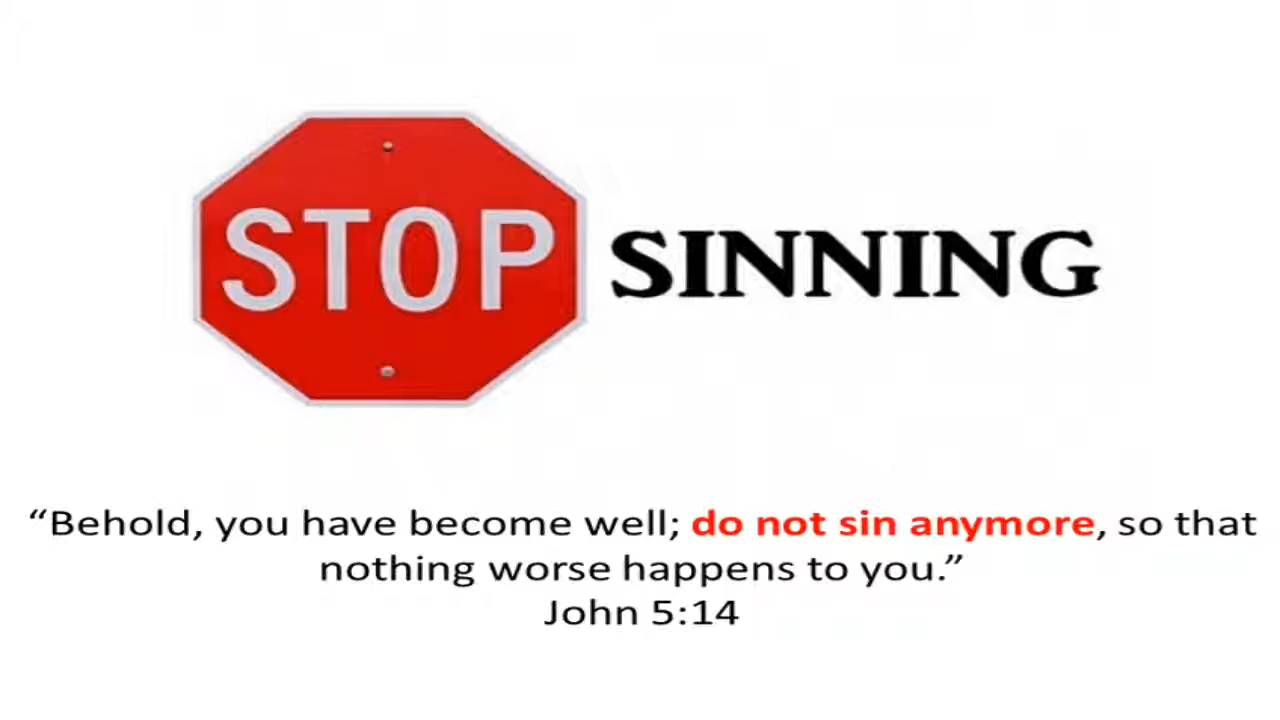 STOP SINNING
“Behold, you have become well; do not sin anymore, so that
nothing worse happens to you.”
John 5:14